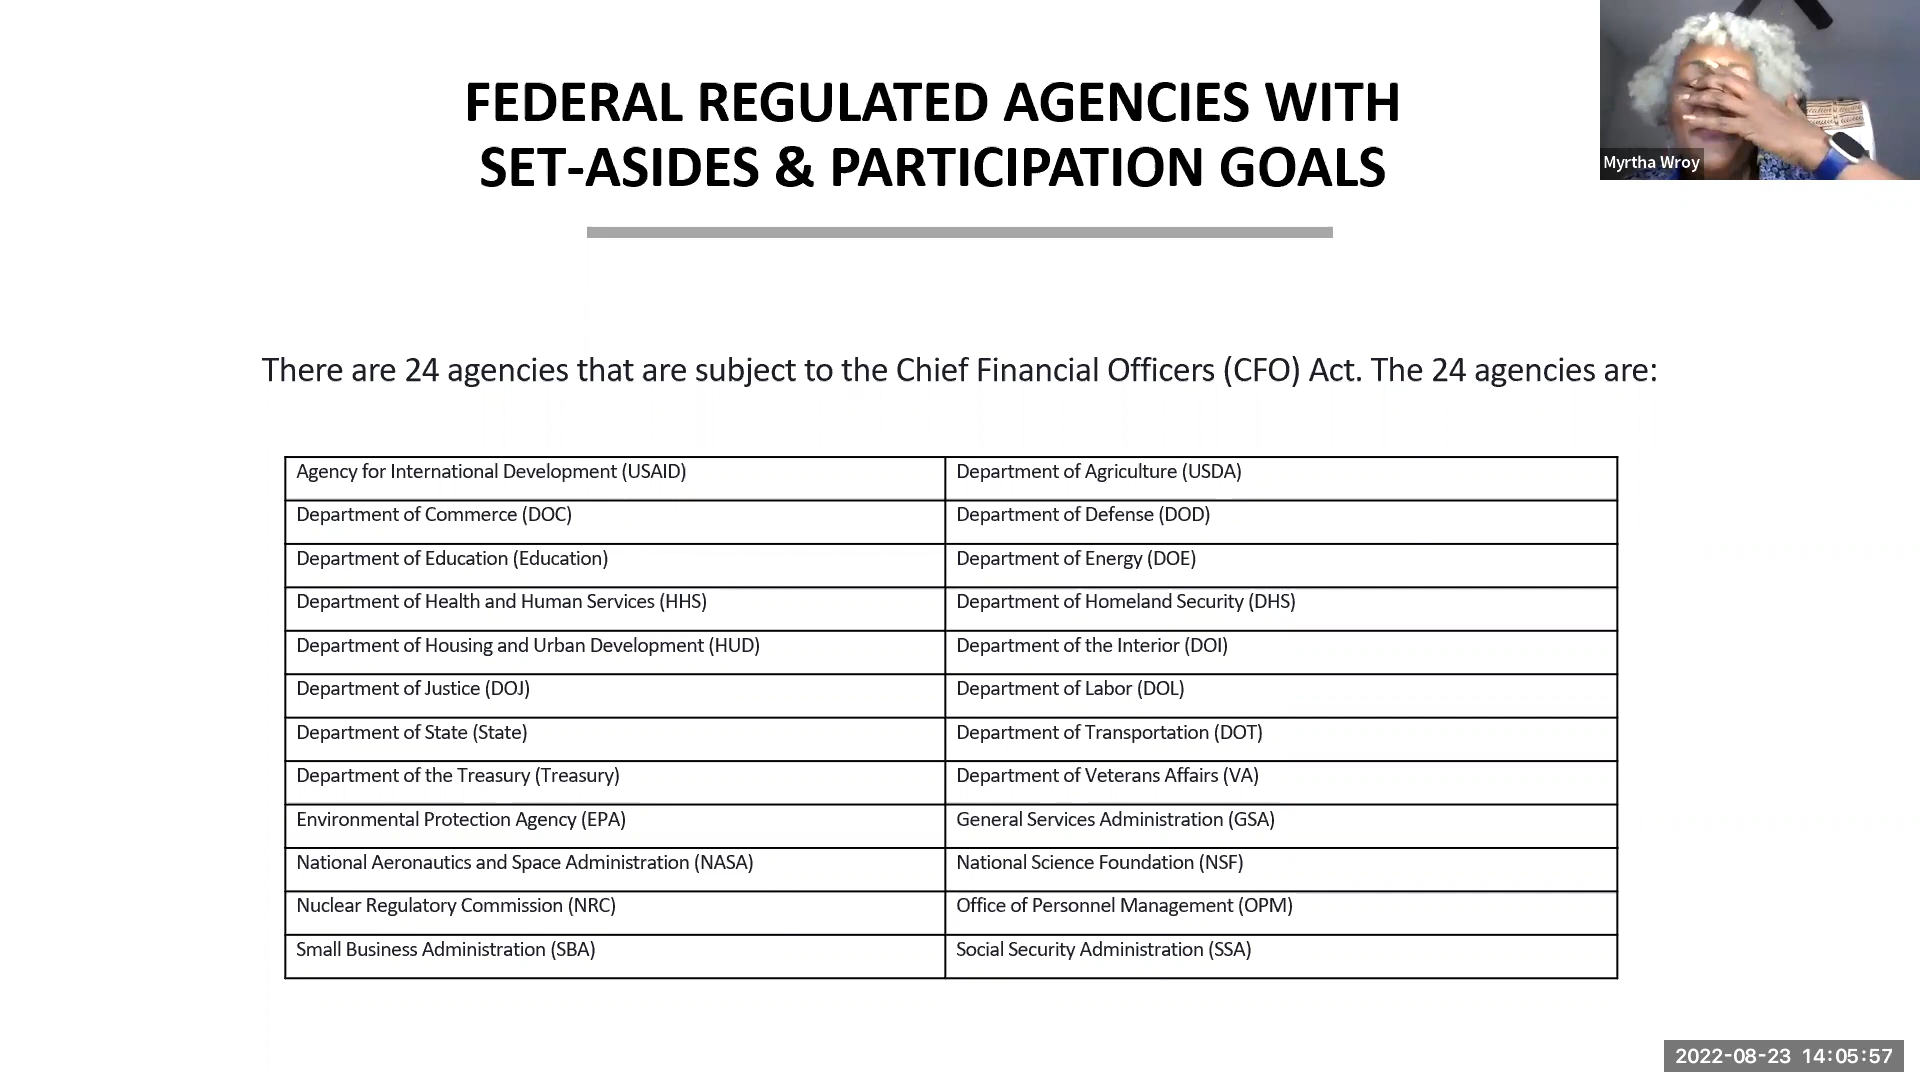 FEDERAL REGULATED AGENCIES WITH
SET-ASIDES & PARTICIPATION GOALS
Myrtha Wroy
There are 24 agencies that are subject to the Chief Financial Officers (CFO) Act. The 24 agencies are:
Agency for International Development (USAID)
Department of Agriculture (USDA)
Department of Commerce (DOC)
Department of Defense (DOD)
Department of Education (Education)
Department of Energy (DOE)
Department of Health and Human Services (HHS)
Department of Homeland Security (DHS)
Department of Housing and Urban Development (HUD)
Department of the Interior (DOI)
Department of Justice (DOJ)
Department of Labor (DOL)
Department of State (State)
Department of Transportation (DOT)
Department of the Treasury (Treasury)
Department of Veterans Affairs (VA)
Environmental Protection Agency (EPA)
General Services Administration (GSA)
National Aeronautics and Space Administration (NASA)
National Science Foundation (NSF)
Nuclear Regulatory Commission (NRC)
Office of Personnel Management (OPM)
Small Business Administration (SBA)
Social Security Administration (SSA)
2022-08-23 14:05:57